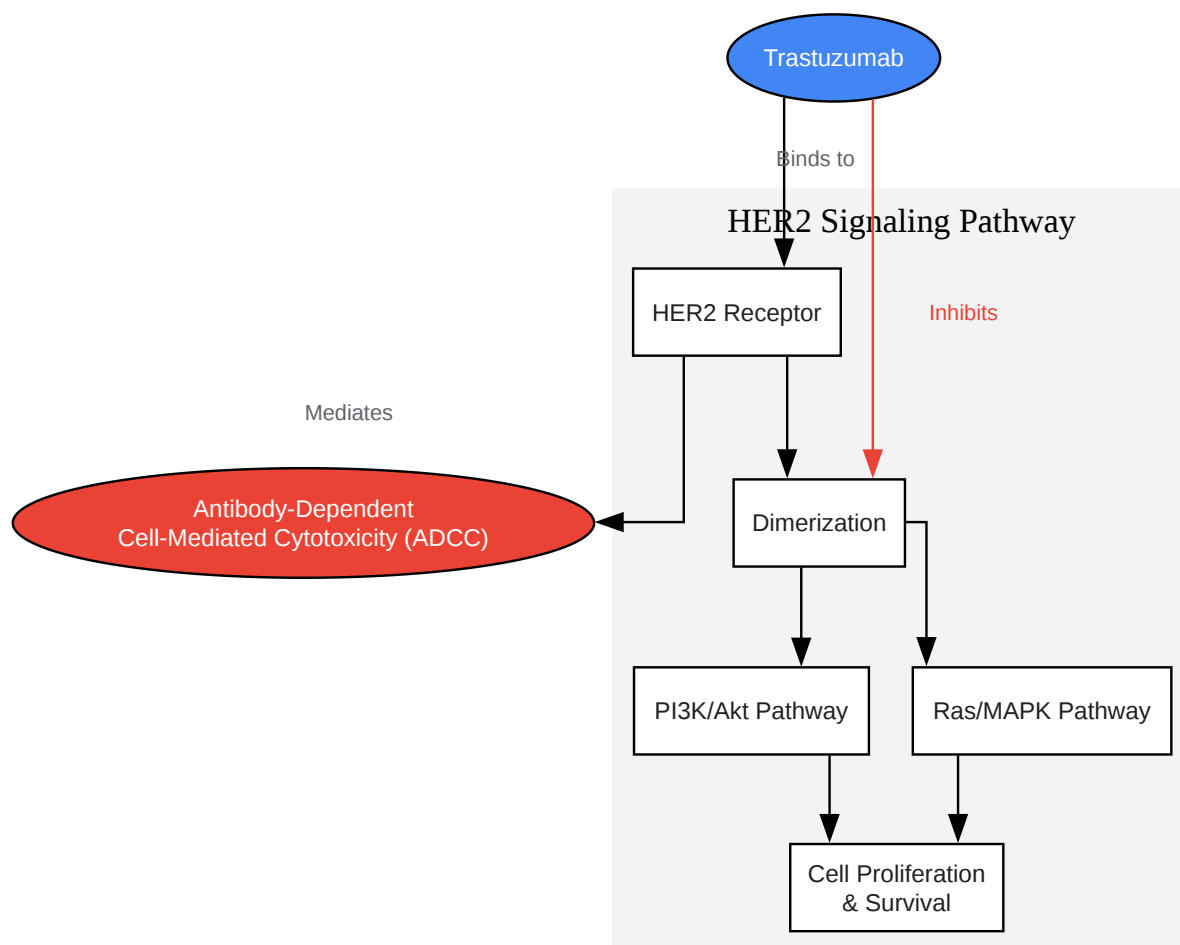 Trastuzumab
Binds to
HER2 Signaling Pathway
HER2 Receptor
Inhibits
Mediates
Antibody-Dependent
Cell-Mediated Cytotoxicity (ADCC)
Dimerization
PI3K/Akt Pathway
Ras/MAPK Pathway
Cell Proliferation
& Survival